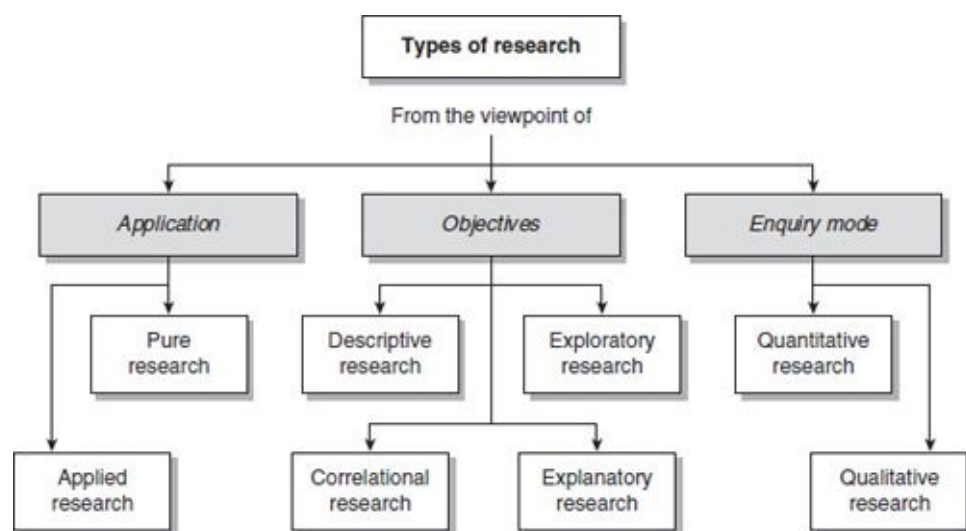 Types of research
From the viewpoint of
Application
Objectives
Enquiry mode
Pure
research
Descriptive
research
Exploratory
research
Quantitative
research
Applied
research
Correlational
research
Explanatory
research
Qualitative
research